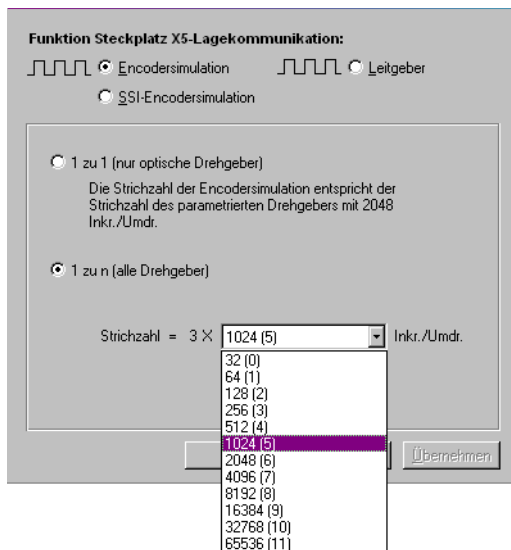 Funktion Steckplatz X5-Lagekommunikation:
Encodersimulation
Leitgeber
SSI-Encodersimulation
1 zu 1 (nur optische Drehgeber)
Die Strichzahl der Encodersimulation entspricht der
Strichzahl des parametrierten Drehgebers mit 2048
Inkr./Umdr.
1 zu n (alle Drehgeber)
Strichzahl = 3 X 1024 (5) Inkr./Umdr.
32 (0)
64 (1)
128 (2)
256 (3)
512 (4)
1024 (5)
2048 (6)
4096 (7)
8192 (8)
16384 (9)
32768 (10)
65536 (11)
Übernehmen